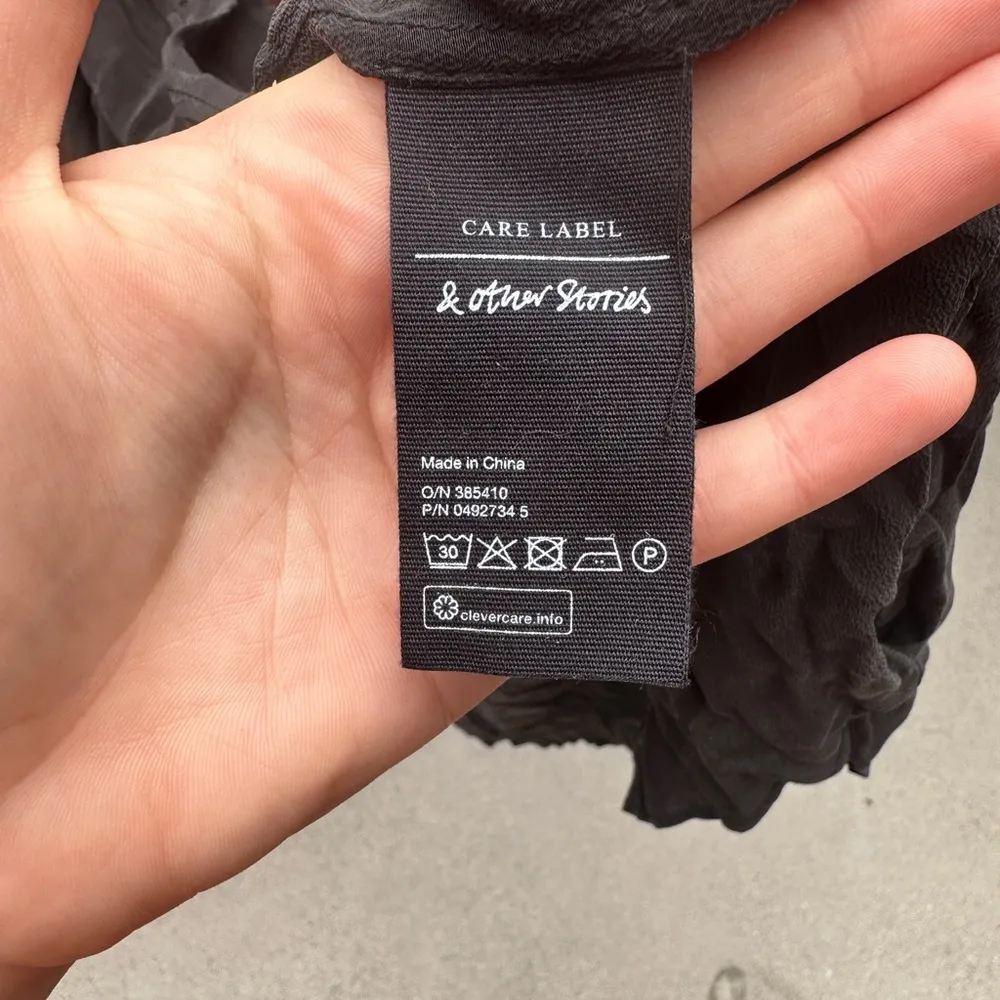 CARE LABEL
& other Stories
Made in China
O/N 385410
P/N 0492734 5
30 P
clevercare.info